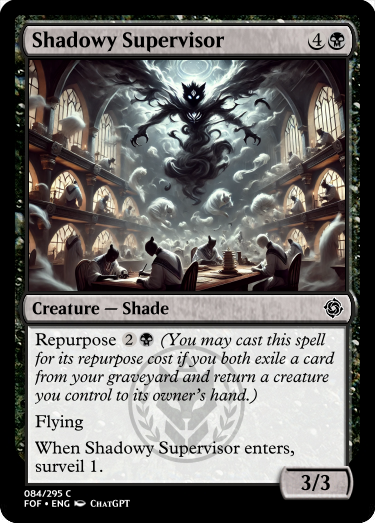 Shadowy Supervisor 4
Creature — Shade
Repurpose 2 (You may cast this spell
for its repurpose cost if you both exile a card
from your graveyard and return a creature
you control to its owner's hand.)
Flying
When Shadowy Supervisor enters,
surveil 1.
3/3
084/295 C
FOF • ENG ChatGPT